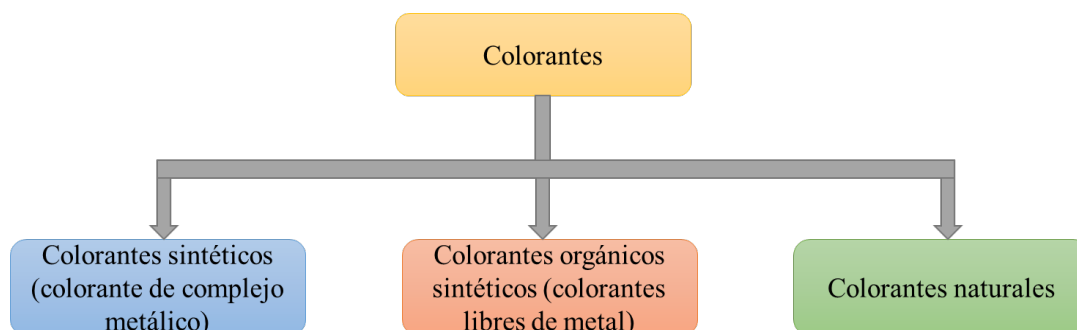 Colorantes
Colorantes sintéticos
(colorante de complejo
metálico)
Colorantes orgánicos
sintéticos (colorantes
libres de metal)
Colorantes naturales